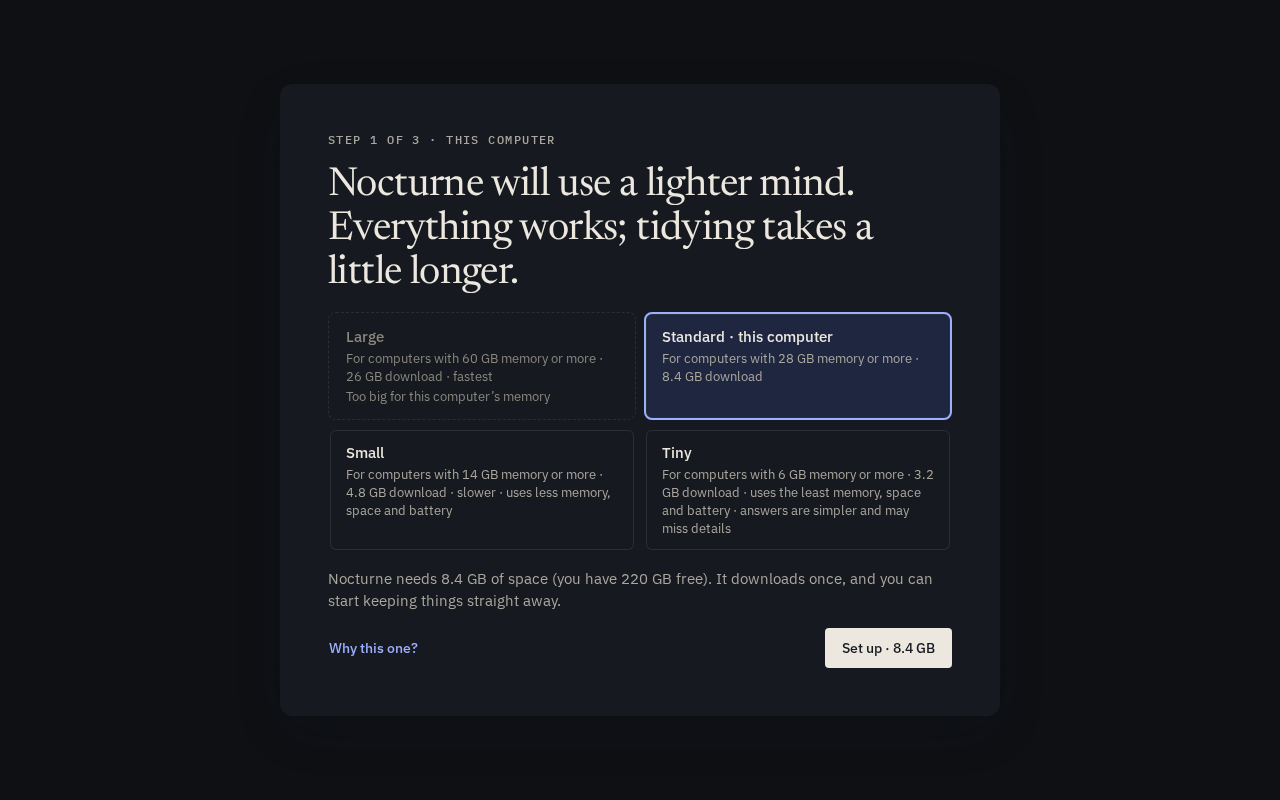 STEP 1 OF 3 · THIS COMPUTER
Nocturne will use a lighter mind.
Everything works; tidying takes a
little longer.
Large
For computers with 60 GB memory or more ·
26 GB download · fastest
Too big for this computer’s memory
Standard · this computer
For computers with 28 GB memory or more ·
8.4 GB download
Small
For computers with 14 GB memory or more ·
4.8 GB download · slower · uses less memory,
space and battery
Tiny
For computers with 6 GB memory or more · 3.2
GB download · uses the least memory, space
and battery · answers are simpler and may
miss details
Nocturne needs 8.4 GB of space (you have 220 GB free). It downloads once, and you can
start keeping things straight away.
Why this one?
Set up · 8.4 GB